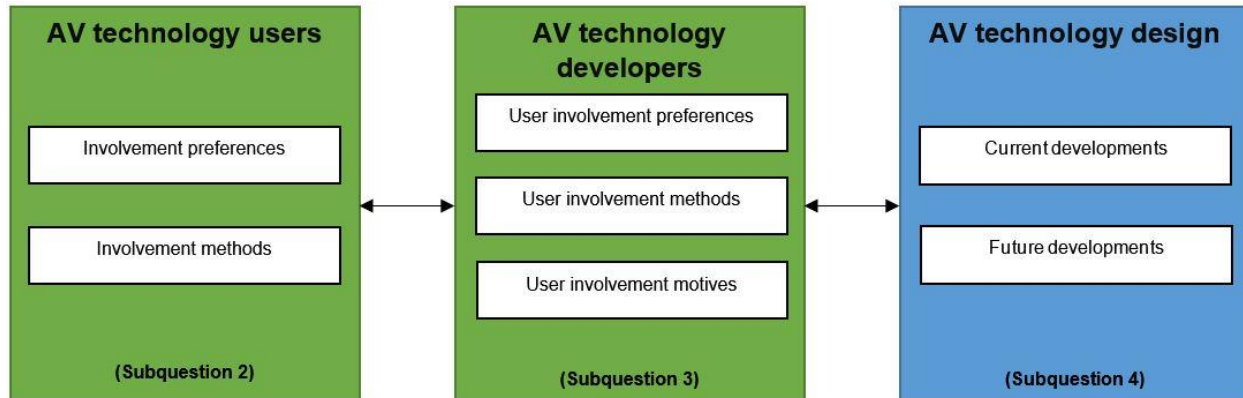 AV technology users
Involvement preferences
Involvement methods
(Subquestion 2)
AV technology
developers
User involvement preferences
User involvement methods
User involvement motives
(Subquestion 3)
AV technology design
Current developments
Future developments
(Subquestion 4)